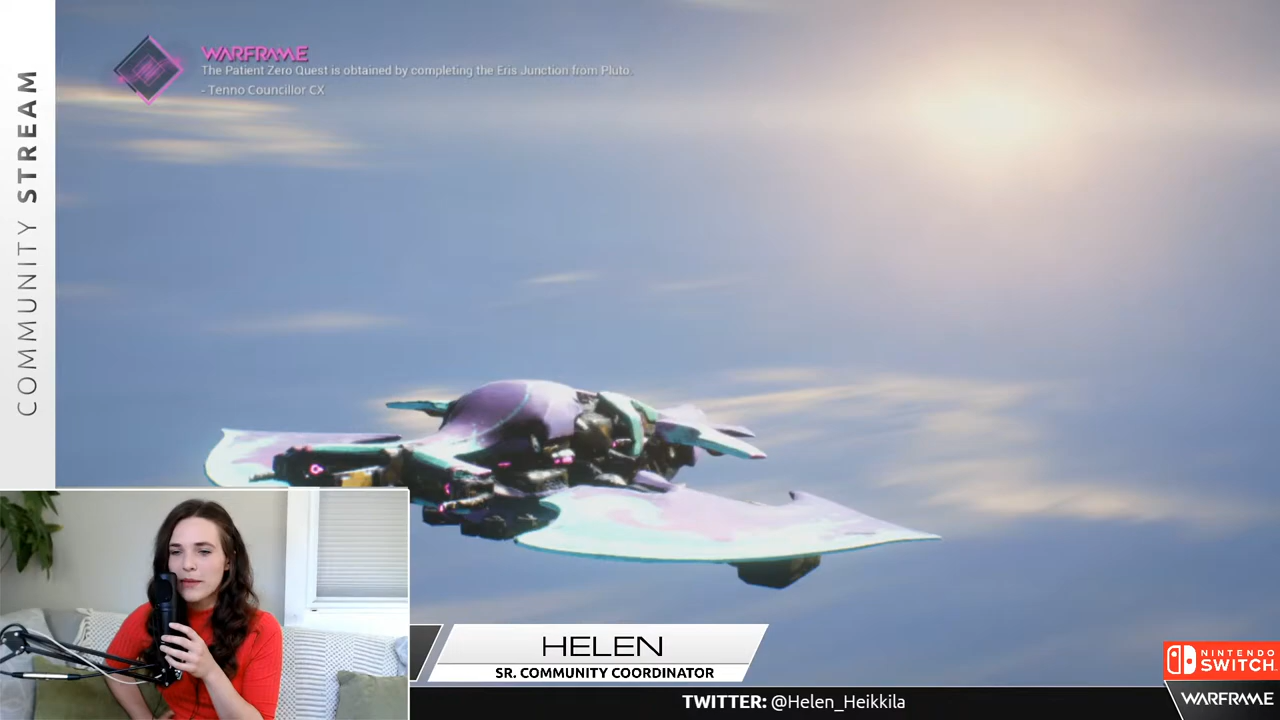 COMMUNITY STREAM
WARFRAME
The Patient Zero Quest is obtained by completing the Eris Junction from Pluto.
- Tenno Councillor CX
HELEN
SR. COMMUNITY COORDINATOR
TWITTER: @Helen_Heikkila
NINTENDO
SWITCH
WARFRAME